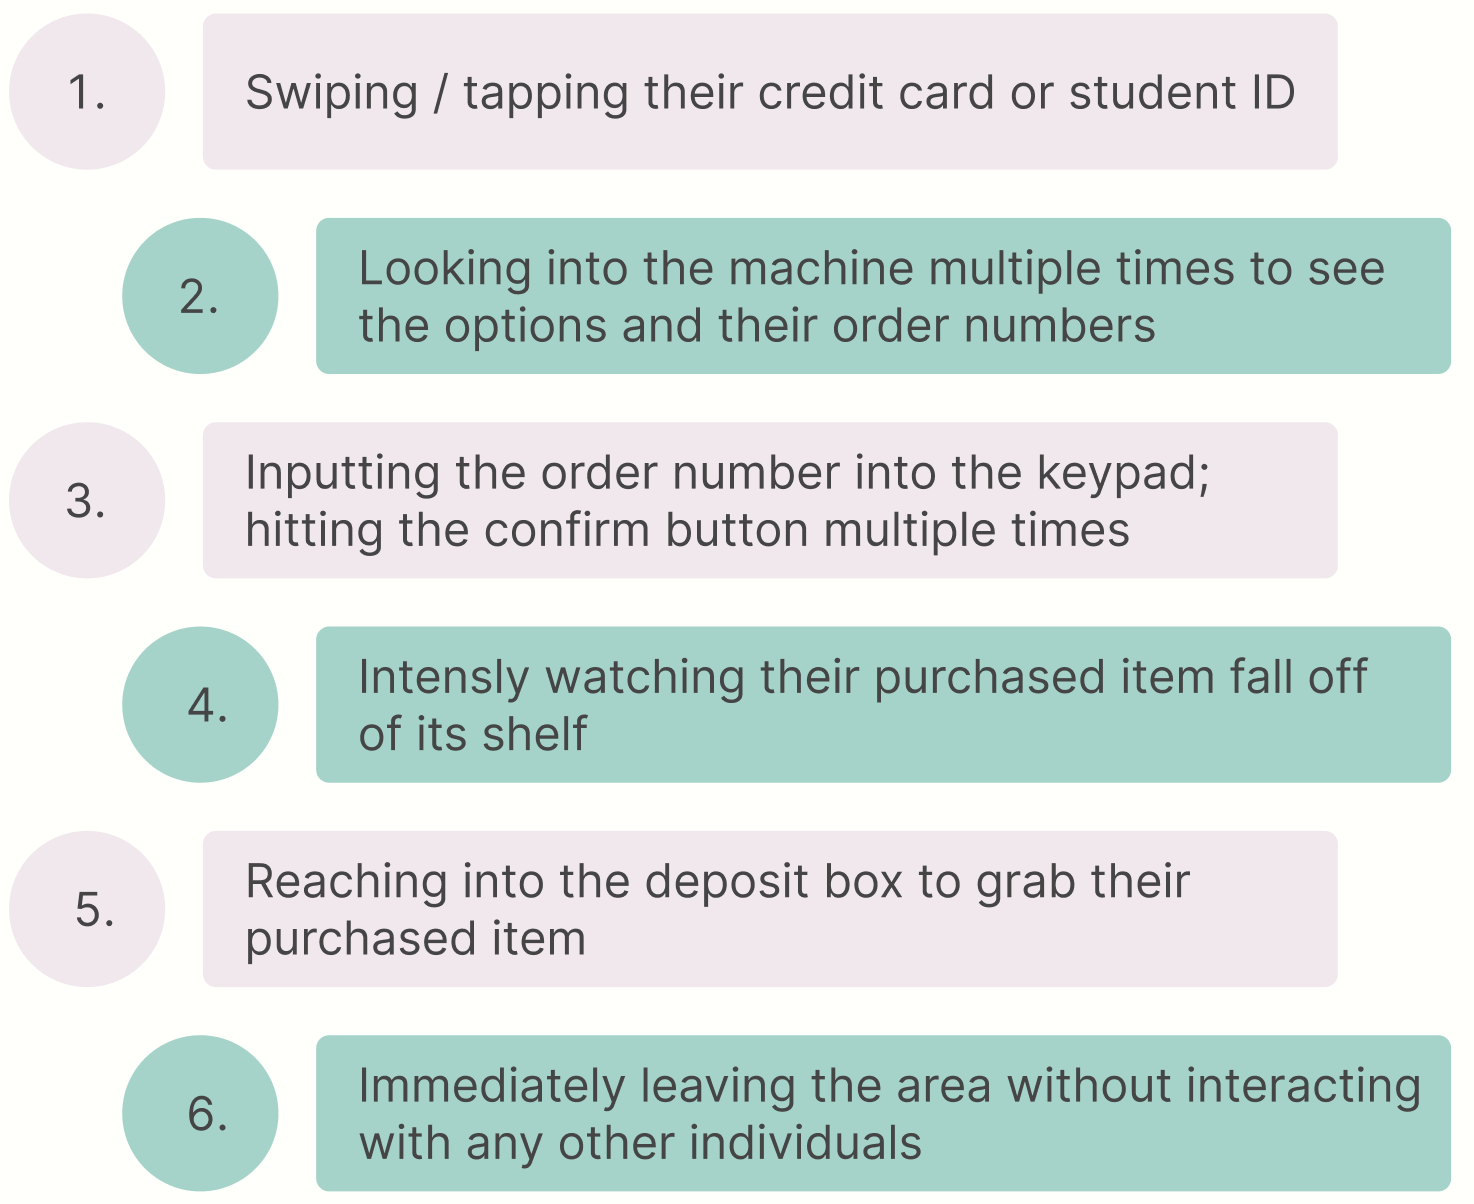 1.
Swiping / tapping their credit card or student ID
2.
Looking into the machine multiple times to see
the options and their order numbers
3.
Inputting the order number into the keypad;
hitting the confirm button multiple times
4.
Intensly watching their purchased item fall off
of its shelf
5.
Reaching into the deposit box to grab their
purchased item
6.
Immediately leaving the area without interacting
with any other individuals